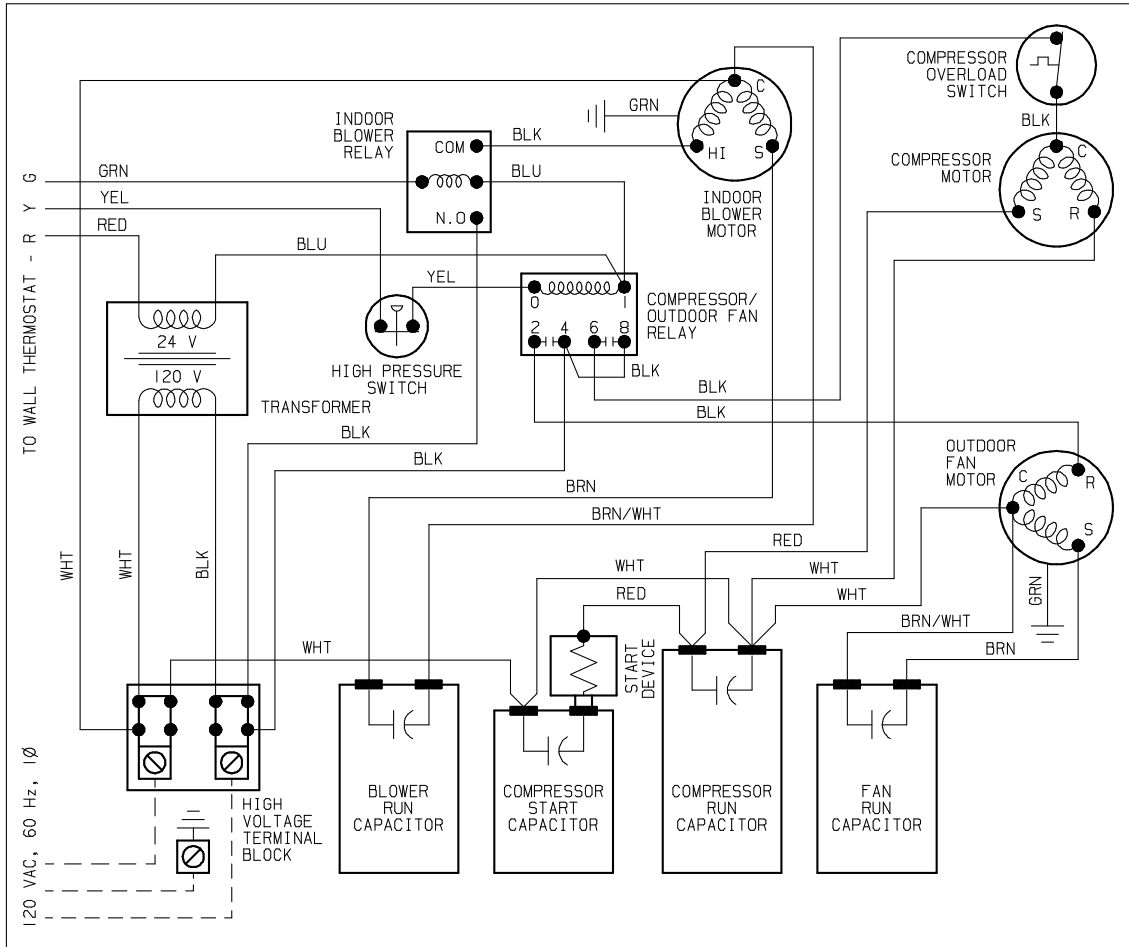 COMPRESSOR
OVERLOAD
SWITCH
BLK
C
COMPRESSOR
MOTOR
S
R
C
GRN
HI
S
INDOOR
BLOWER
MOTOR
INDOOR
BLOWER
RELAY
COM
BLK
BLU
N.O
TO WALL THERMOSTAT - R Y G
GRN
YEL
RED
BLU
YEL
24 V
120 V
TRANSFORMER
HIGH PRESSURE
SWITCH
0
1
2
4
6
8
COMPRESSOR/
OUTDOOR FAN
RELAY
BLK
BLK
BLK
BLK
BLK
BRN
BRN/WHT
OUTDOOR
FAN
MOTOR
C
R
S
GRN
RED
WHT
WHT
WHT
RED
BRN/WHT
BRN
WHT
WHT
BLK
WHT
START
DEVICE
HIGH
VOLTAGE
TERMINAL
BLOCK
120 VAC, 60 Hz, 1Ø
BLOWER
RUN
CAPACITOR
COMPRESSOR
START
CAPACITOR
COMPRESSOR
RUN
CAPACITOR
FAN
RUN
CAPACITOR